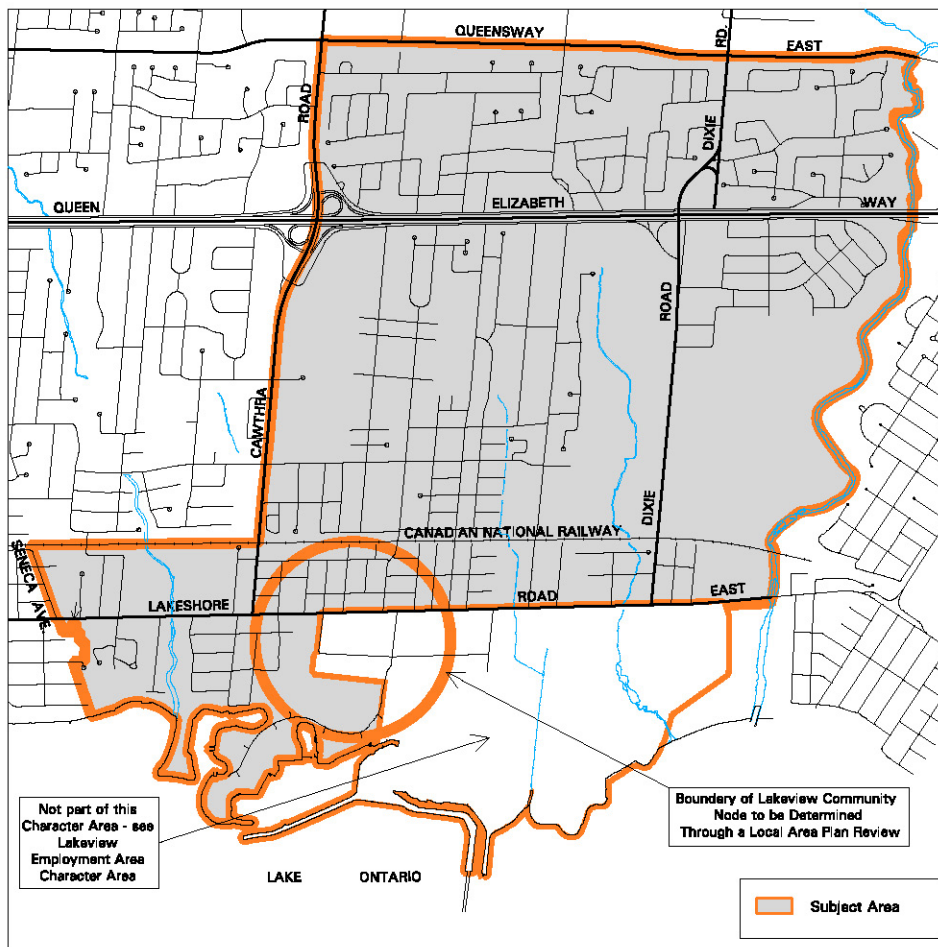 QUEENSWAY
EAST
RD.
DIXIE
ROAD
QUEEN
ELIZABETH
WAY
ROAD
CAWTHRA
DIXIE
CANADIAN NATIONAL RAILWAY
SENECA AVE.
LAKESHORE
ROAD
EAST
Not part of this
Character Area - see
Lakeview
Employment Area
Character Area
Boundary of Lakeview Community
Node to be Determined
Through a Local Area Plan Review
LAKE ONTARIO
Subject Area